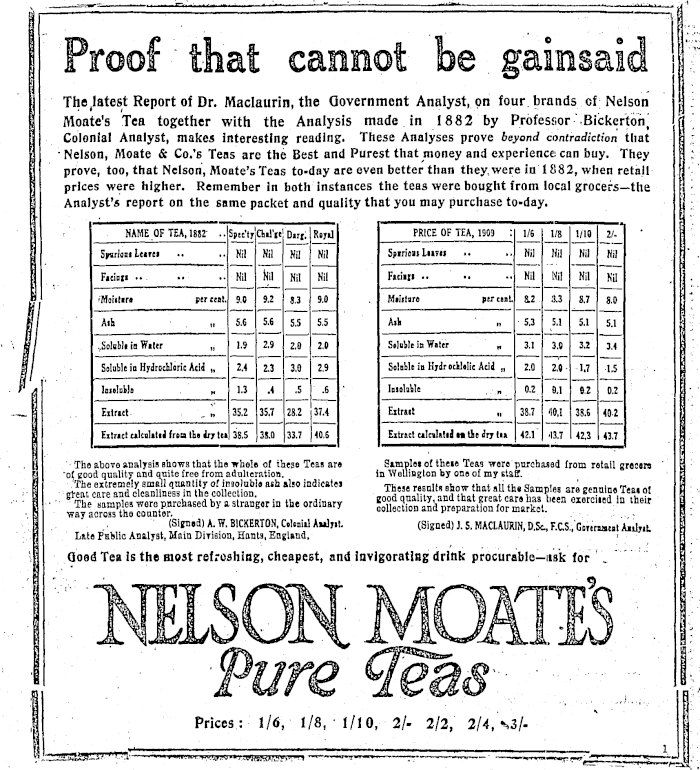 Proof that cannot be gainsaid
The latest Report of Dr. Maclaurin, the Government Analyst, on four brands of Nelson
Moate's Tea together with the Analysis made in 1882 by Professor Bickerton,
Colonial Analyst, makes interesting reading. These Analyses prove beyond contradiction that
Nelson, Moate & Co.'s Teas are the Best and Purest that money and experience can buy. They
prove, too, that Nelson, Moate's Teas to-day are even better than they were in 1882, when retail
prices were higher. Remember in both instances the teas were bought from local grocers—the
Analyst's report on the same packet and quality that you may purchase to-day.
NAME OF TEA, 1882 .. Spec'ty Chal'ge Darg. Royal
Spurious Leaves .. .. Nil Nil Nil Nil
Facings .. .. Nil Nil Nil Nil
Moisture per cent. 9.0 9.2 8.3 9.0
Ash ,, 5.6 5.6 5.5 5.5
Soluble in Water ,, 1.9 2.9 2.0 2.0
Soluble in Hydrochloric Acid ,, 2.4 2.3 3.0 2.9
Insoluble ,, 1.3 .4 .5 .6
Extract ,, 35.2 35.7 28.2 37.4
Extract calculated from the dry tea 38.5 38.0 33.7 40.6
The above analysis shows that the whole of these Teas are
of good quality and quite free from adulteration.
The extremely small quantity of insoluble ash also indicates
great care and cleanliness in the collection.
The samples were purchased by a stranger in the ordinary
way across the counter.
(Signed) A. W. BICKERTON, Colonial Analyst.
Late Public Analyst, Main Division, Hants, England.
PRICE OF TEA, 1909 : 1/6 1/8 1/10 2/-
Spurious Leaves .. .. Nil Nil Nil Nil
Facings .. .. .. Nil Nil Nil Nil
Moisture per cent. 8.2 8.7 8.0
Ash ,, 5.3 5.1 5.1 5.1
Soluble in Water ,, 3.1 3.2 3.4
Soluble in Hydrochloric Acid ,, 2.0 2.0 1.7 1.5
Insoluble ,, 0.2 0.1 0.2 0.2
Extract ,, 38.7 40.1 38.6 40.2
Extract calculated on the dry tea 42.1 43.7 42.3 43.7
Samples of these Teas were purchased from retail grocers
in Wellington by one of my staff.
These results show that all the Samples are genuine Teas of
good quality, and that great care has been exercised in their
collection and preparation for market.
(Signed) J. S. MACLAURIN, D.Sc., F.C.S., Government Analyst.
Good Tea is the most refreshing, cheapest, and invigorating drink procurable—ask for
NELSON MOATE'S
Pure Teas
Prices: 1/6, 1/8, 1/10, 2/- 2/2, 2/4, 3/-
1